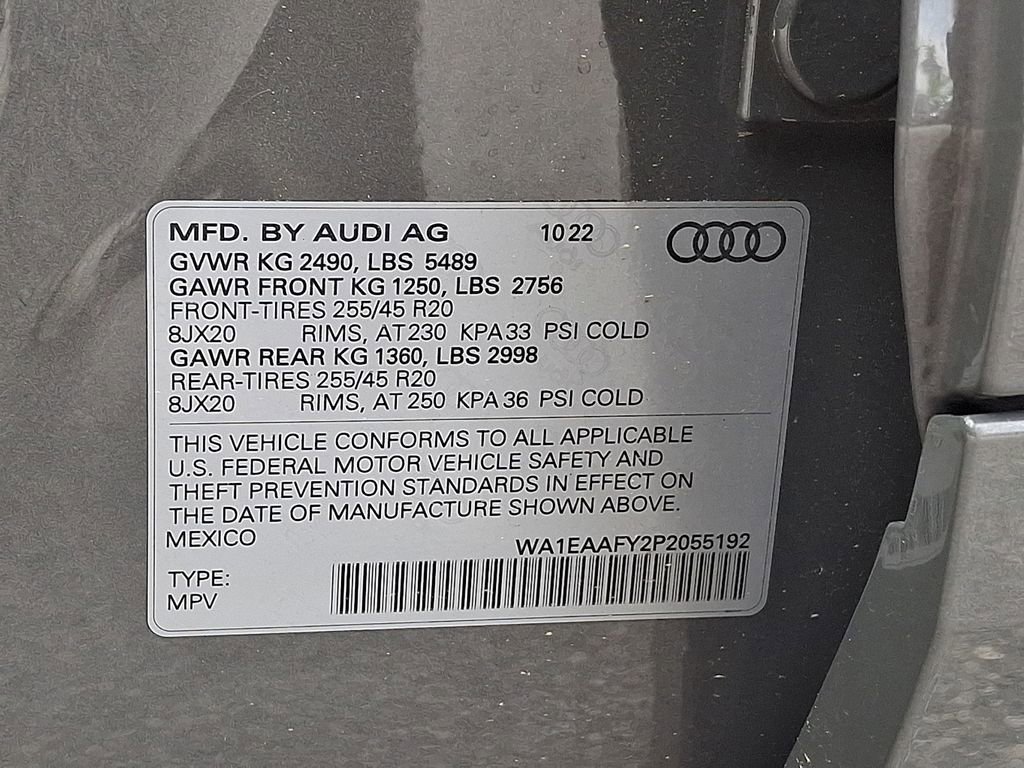 MFD. BY AUDI AG 1022
GVWR KG 2490, LBS 5489
GAWR FRONT KG 1250, LBS 2756
FRONT-TIRES 255/45 R20
8JX20 RIMS, AT 230 KPA 33 PSI COLD
GAWR REAR KG 1360, LBS 2998
REAR-TIRES 255/45 R20
8JX20 RIMS, AT 250 KPA 36 PSI COLD
THIS VEHICLE CONFORMS TO ALL APPLICABLE
U.S. FEDERAL MOTOR VEHICLE SAFETY AND
THEFT PREVENTION STANDARDS IN EFFECT ON
THE DATE OF MANUFACTURE SHOWN ABOVE.
MEXICO
WA1EAAFY2P2055192
TYPE:
MPV